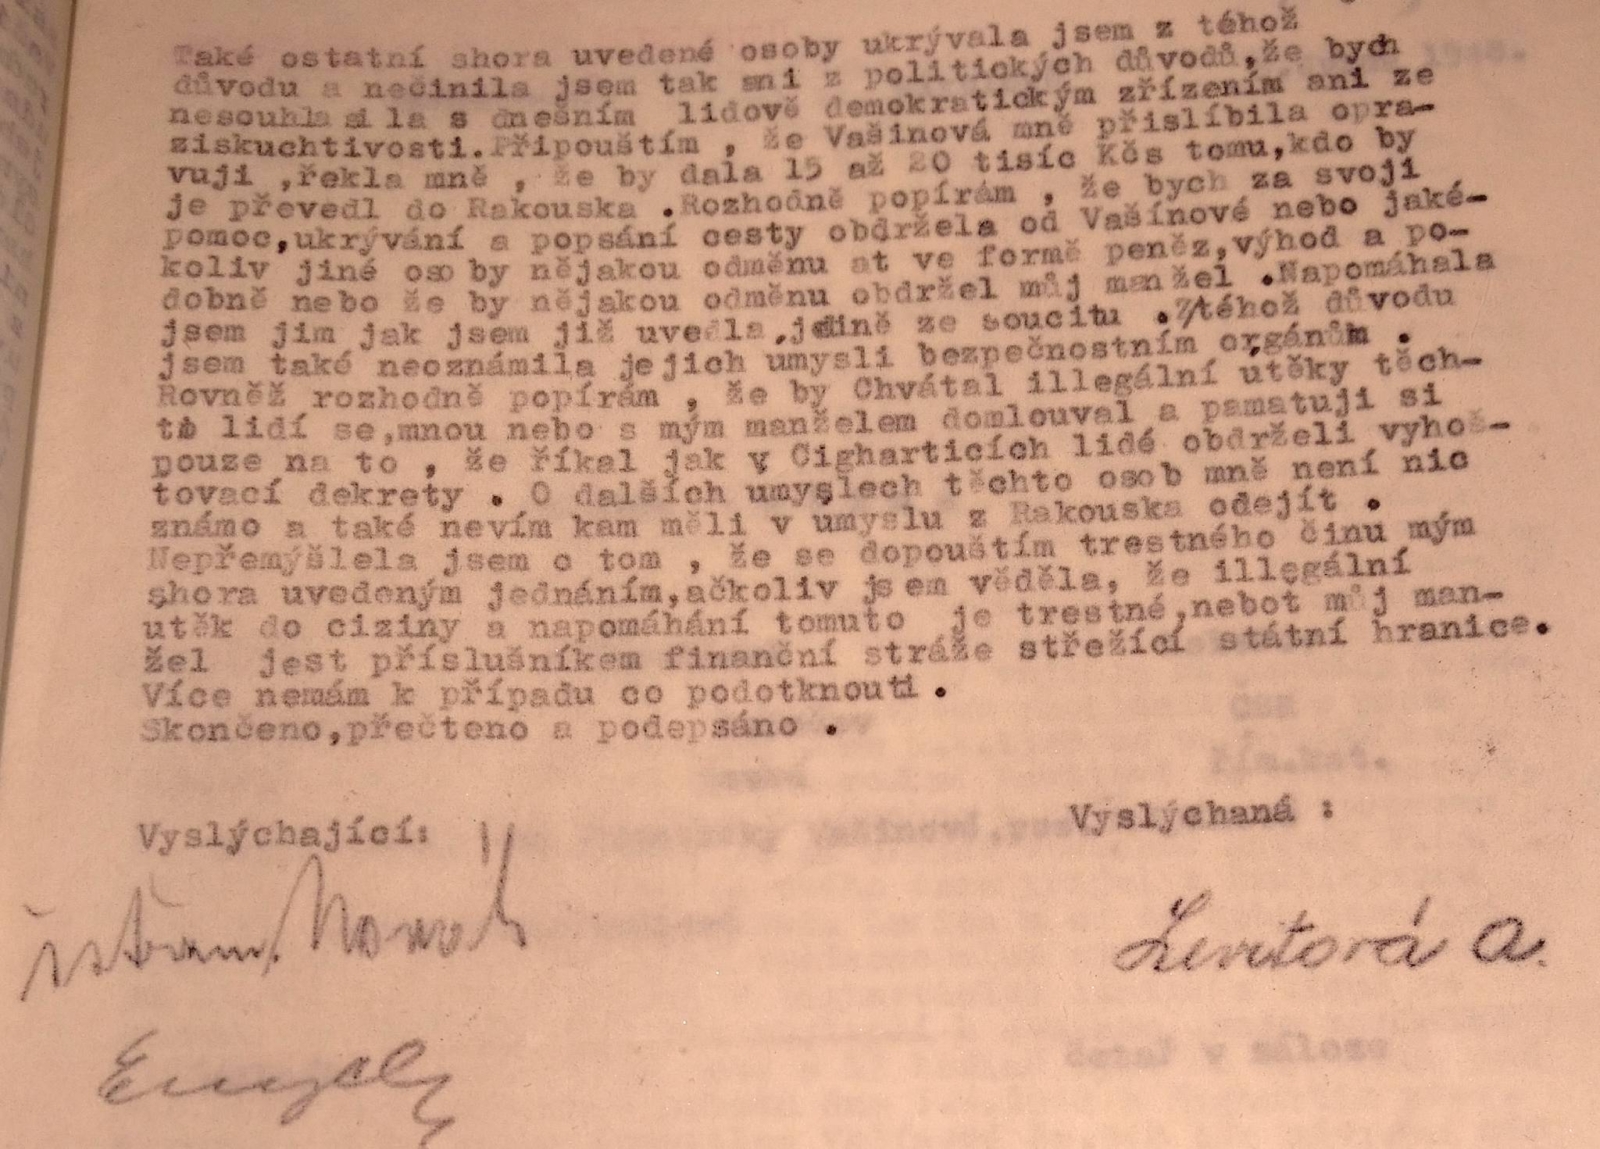 Také ostatní shora uvedené osoby ukrývala jsem z téhož
důvodu a nečinila jsem tak ani z politických důvodů,že bych
nesouhlasila s dnešním lidově demokratickým zřízením ani ze
ziskuchtivosti.Připouštím , že Vašinová mně přislíbila opra-
vuji ,řekla mně , že by dala 15 až 20 tisíc Kčs tomu,kdo by
je převedl do Rakouska .Rozhodně popírám , že bych za svoji
pomoc,ukrývání a popsání cesty obdržela od Vašínové nebo jaké-
koliv jiné osoby nějakou odměnu at ve formě peněz,výhod a po-
dobně nebo že by nějakou odměnu obdržel můj manžel .Napomáhala
jsem jim jak jsem již uvedla,jedině ze soucitu .Z téhož důvodu
jsem také neoznámila jejich umysli bezpečnostním orgánům .
Rovněž rozhodně popírám , že by Chvátal illegální utěky těch-
to lidí se,mnou nebo s mým manželem domlouval a pamatuji si
pouze na to , že říkal jak v Cigharticích lidé obdrželi vyhoš-
tovací dekrety . O dalších umyslech těchto osob mně není nic
známo a také nevím kam měli v umyslu z Rakouska odejít .
Nepřemýšlela jsem o tom , že se dopouštím trestného činu mým
shora uvedeným jednáním,ačkoliv jsem věděla, že illegální
utěk do ciziny a napomáhání tomuto je trestné,nebot můj man-
žel jest příslušníkem finanční stráže střežící státní hranice.
Více nemám k případu co podotknouti .
Skončeno,přečteno a podepsáno .
Vyslýchající: Vyslýchaná :
Novák
Levitová A.